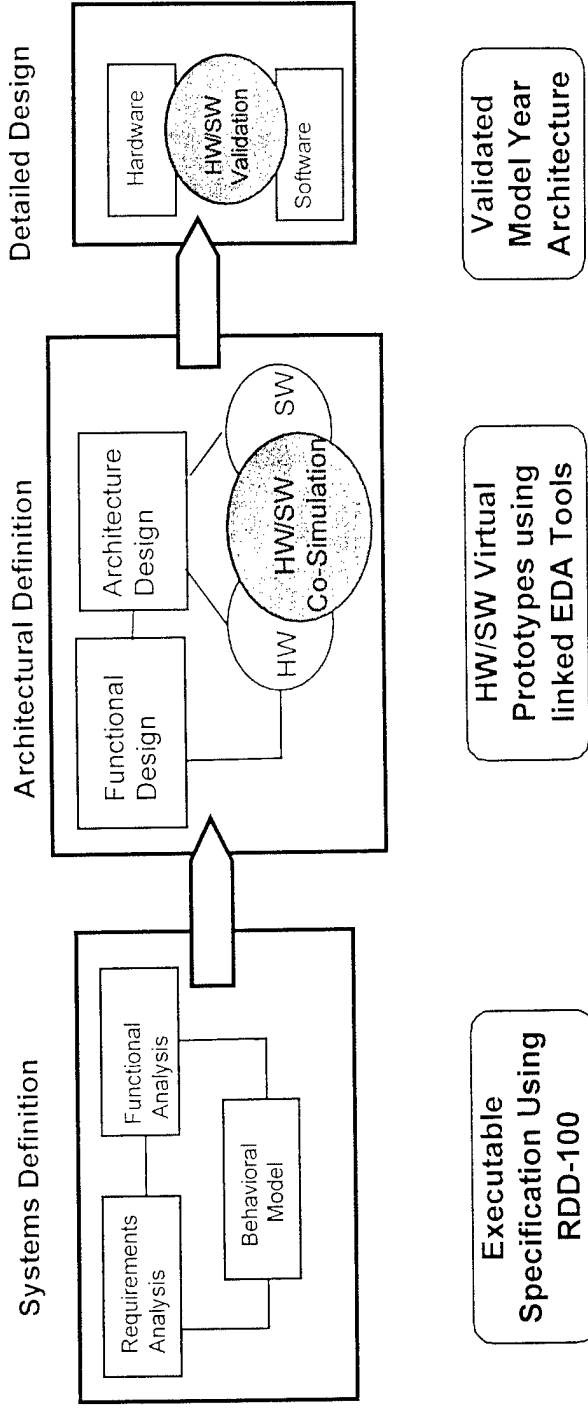 Systems Definition
Requirements
Analysis
Functional
Analysis
Behavioral
Model
Executable
Specification Using
RDD-100
Architectural Definition
Functional
Design
Architecture
Design
HW
HW/SW
Co-Simulation
SW
HW/SW Virtual
Prototypes using
linked EDA Tools
Detailed Design
Hardware
HW/SW
Validation
Software
Validated
Model Year
Architecture